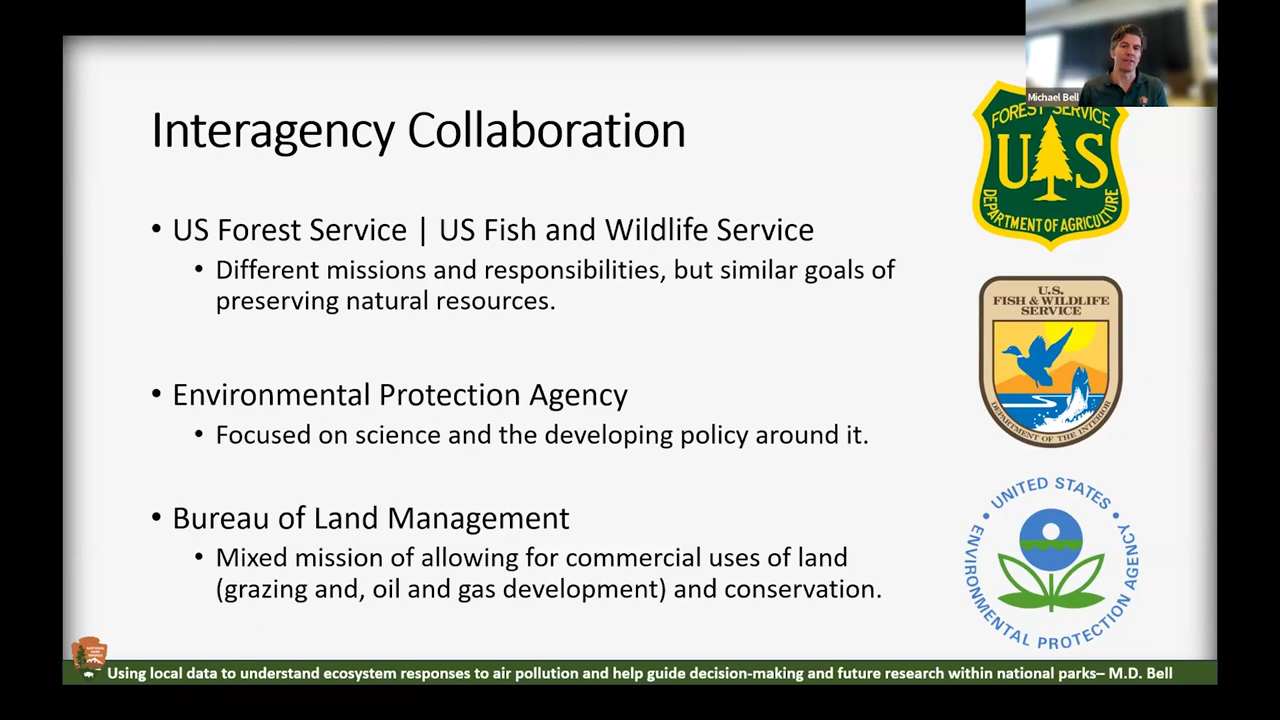 Michael Bell
Interagency Collaboration
FOREST SERVICE
U S
DEPARTMENT OF AGRICULTURE
• US Forest Service | US Fish and Wildlife Service
• Different missions and responsibilities, but similar goals of
preserving natural resources.
U.S.
FISH & WILDLIFE
SERVICE
DEPARTMENT OF THE INTERIOR
• Environmental Protection Agency
• Focused on science and the developing policy around it.
• UNITED STATES •
ENVIRONMENTAL PROTECTION AGENCY
• Bureau of Land Management
• Mixed mission of allowing for commercial uses of land
(grazing and, oil and gas development) and conservation.
NATIONAL
PARK
SERVICE
Using local data to understand ecosystem responses to air pollution and help guide decision-making and future research within national parks– M.D. Bell